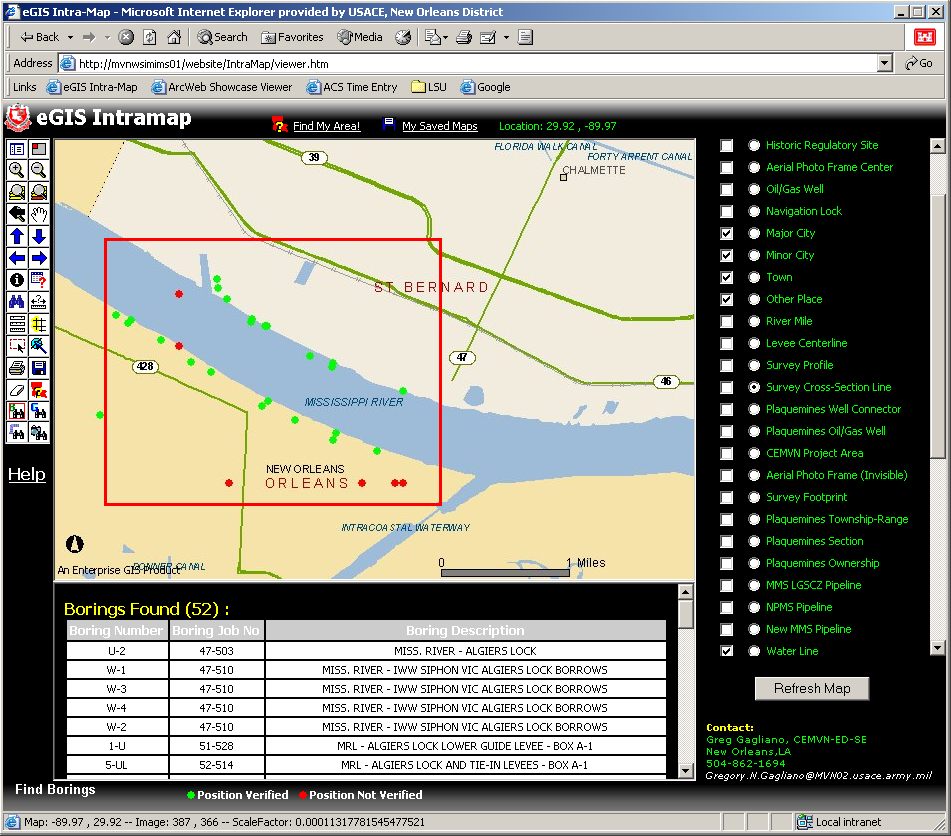 eGIS Intra-Map - Microsoft Internet Explorer provided by USACE, New Orleans District
Back Search Favorites Media
Address http://mvnwsimims01/website/IntraMap/viewer.htm Go
Links eGIS Intra-Map ArcWeb Showcase Viewer ACS Time Entry LSU Google
eGIS Intramap
Find My Area! My Saved Maps Location: 29.92 , -89.97
Help
FLORIDA WALK CANAL
FORTY ARPENT CANAL
39
CHALMETTE
ST BERNARD
47
428
46
MISSISSIPPI RIVER
NEW ORLEANS
ORLEANS
INTRACOASTAL WATERWAY
DONNER CANAL
An Enterprise GIS Product
0 1 Miles
Historic Regulatory Site
Aerial Photo Frame Center
Oil/Gas Well
Navigation Lock
Major City
Minor City
Town
Other Place
River Mile
Levee Centerline
Survey Profile
Survey Cross-Section Line
Plaquemines Well Connector
Plaquemines Oil/Gas Well
CEMVN Project Area
Aerial Photo Frame (Invisible)
Survey Footprint
Plaquemines Township-Range
Plaquemines Section
Plaquemines Ownership
MMS LGSCZ Pipeline
NPMS Pipeline
New MMS Pipeline
Water Line
Refresh Map
Contact:
Greg Gagliano, CEMVN-ED-SE
New Orleans,LA
504-862-1694
Gregory.N.Gagliano@MVN02.usace.army.mil
Borings Found (52) :
Boring Number Boring Job No Boring Description
U-2 47-503 MISS. RIVER - ALGIERS LOCK
W-1 47-510 MISS. RIVER - IWW SIPHON VIC ALGIERS LOCK BORROWS
W-3 47-510 MISS. RIVER - IWW SIPHON VIC ALGIERS LOCK BORROWS
W-4 47-510 MISS. RIVER - IWW SIPHON VIC ALGIERS LOCK BORROWS
W-2 47-510 MISS. RIVER - IWW SIPHON VIC ALGIERS LOCK BORROWS
1-U 51-528 MRL - ALGIERS LOCK LOWER GUIDE LEVEE - BOX A-1
5-UL 52-514 MRL - ALGIERS LOCK AND TIE-IN LEVEES - BOX A-1
Find Borings
Position Verified Position Not Verified
Map: -89.97 , 29.92 -- Image: 387 , 366 -- ScaleFactor: 0.00011317781545477521 Local intranet